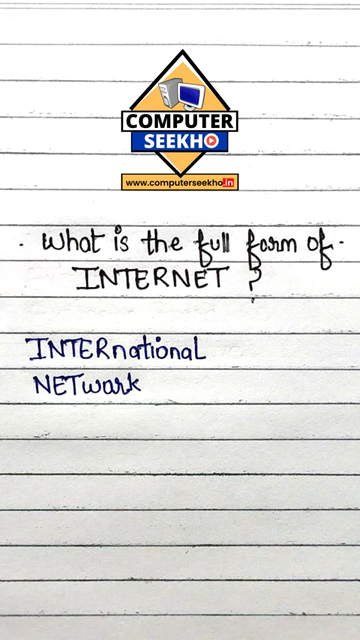 COMPUTER
SEEKHO
www.computerseekho.in
What is the full form of
INTERNET ?
INTERnational
NETwork